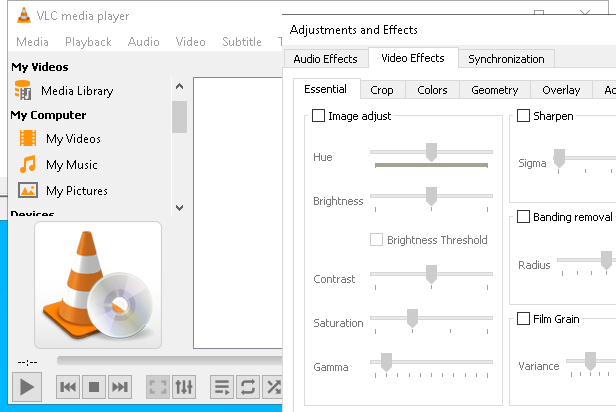 VLC media player
Media Playback Audio Video Subtitle
My Videos
Media Library
My Computer
My Videos
My Music
My Pictures
Devices
--:--
Adjustments and Effects
Audio Effects Video Effects Synchronization
Essential Crop Colors Geometry Overlay
Image adjust
Hue
Brightness
Brightness Threshold
Contrast
Saturation
Gamma
Sharpen
Sigma
Banding removal
Radius
Film Grain
Variance